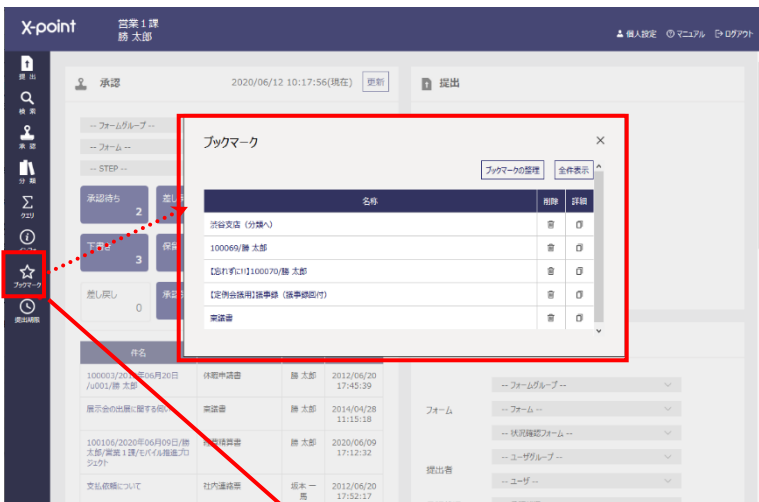 X-point
営業1課
勝 太郎
個人設定
マニュアル
ログアウト
提 出
検 索
承 認
分 類
クエリ
ブックマーク
提出期限
承認
2020/06/12 10:17:56(現在)
更新
提出
-- フォームグループ --
-- フォーム --
-- STEP --
承認待ち
2
差し
下書き
3
保留
差し戻し
0
承認
ブックマーク
×
ブックマークの整理
全件表示
名称
削除
詳細
渋谷支店（分類へ）
100069/勝 太郎
【忘れずに!】100070/勝 太郎
【定例会議用】議事録（議事録回付）
稟議書
件名
100003/2012年06月20日
/u001/勝 太郎
休暇申請書
勝 太郎
2012/06/20
17:45:39
展示会の出展に関する伺い
稟議書
勝 太郎
2014/04/28
11:15:18
100106/2020年06月09日/勝
太郎/営業１課/モバイル推進プロ
ジェクト
経費精算書
勝 太郎
2020/06/09
17:12:32
支払依頼について
社内連絡票
坂本 一
馬
2012/06/20
17:52:17
フォーム
-- フォームグループ --
-- フォーム --
-- 状況確認フォーム --
提出者
-- ユーザグループ --
-- ユーザ --